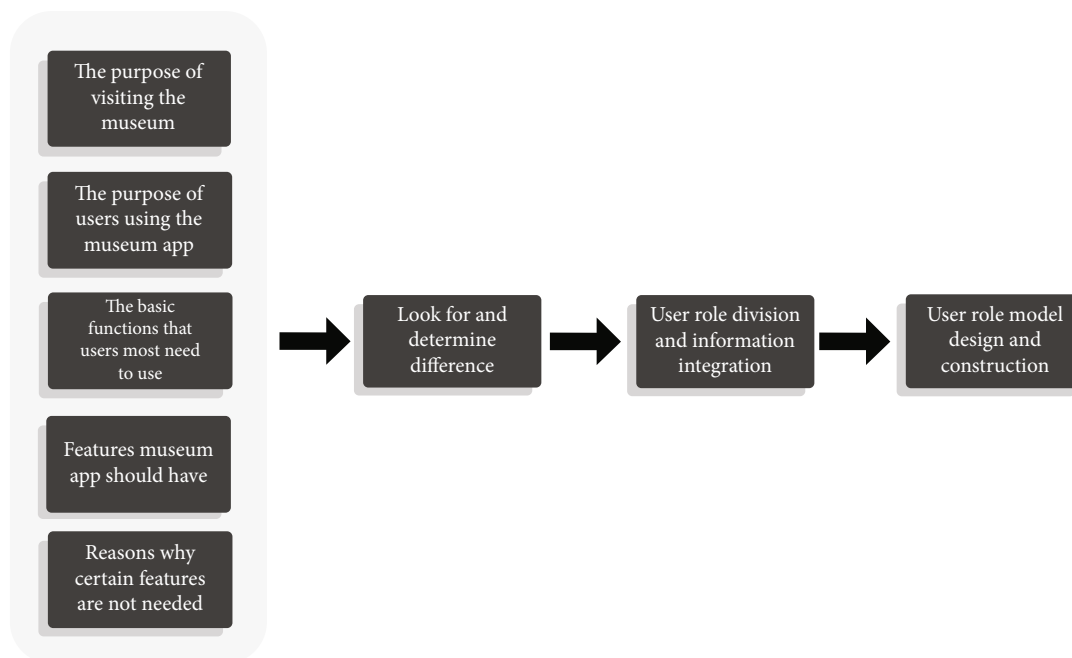 The purpose of
visiting the
museum
The purpose of
users using the
museum app
The basic
functions that
users most need
to use
Features museum
app should have
Reasons why
certain features
are not needed
Look for and
determine
difference
User role division
and information
integration
User role model
design and
construction